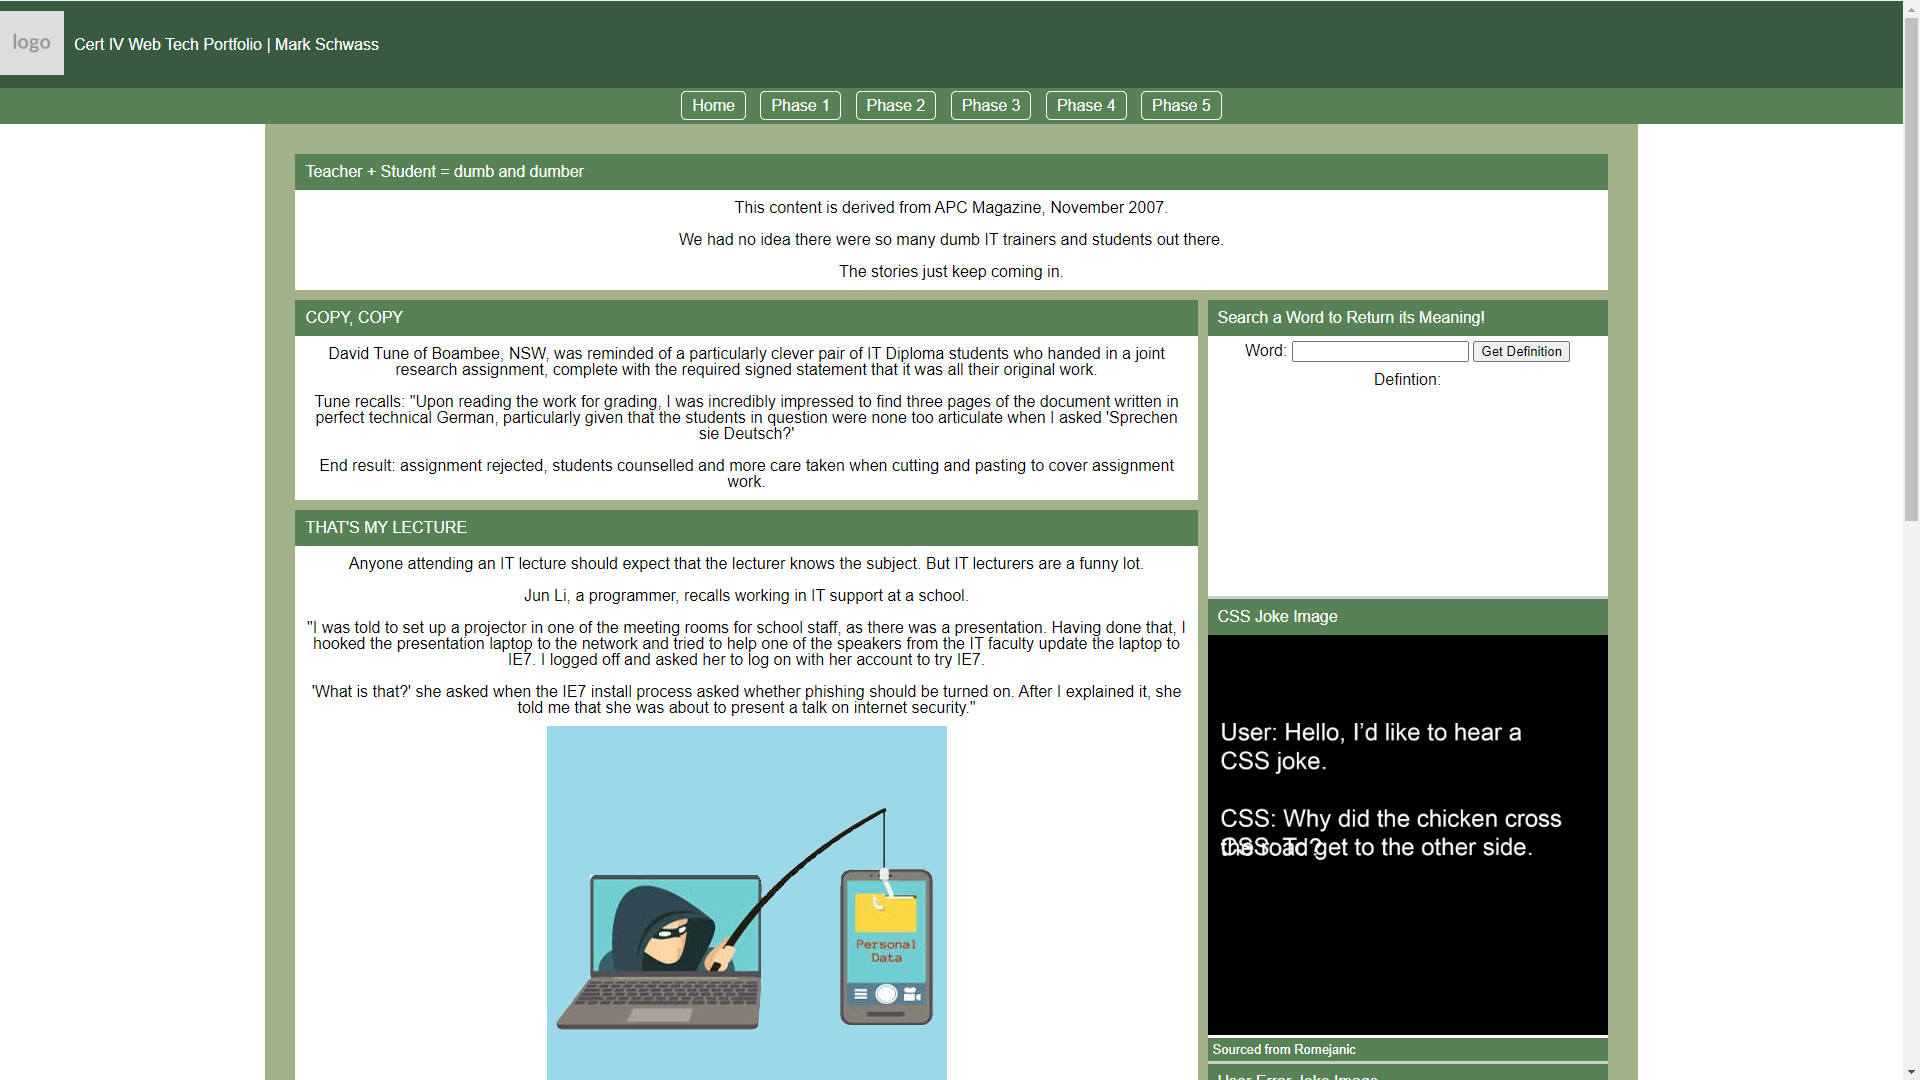 logo
Cert IV Web Tech Portfolio | Mark Schwass
Home
Phase 1
Phase 2
Phase 3
Phase 4
Phase 5
Teacher + Student = dumb and dumber
This content is derived from APC Magazine, November 2007.
We had no idea there were so many dumb IT trainers and students out there.
The stories just keep coming in.
COPY, COPY
David Tune of Boambee, NSW, was reminded of a particularly clever pair of IT Diploma students who handed in a joint
research assignment, complete with the required signed statement that it was all their original work.
Tune recalls: "Upon reading the work for grading, I was incredibly impressed to find three pages of the document written in
perfect technical German, particularly given that the students in question were none too articulate when I asked 'Sprechen
sie Deutsch?'
End result: assignment rejected, students counselled and more care taken when cutting and pasting to cover assignment
work.
THAT'S MY LECTURE
Anyone attending an IT lecture should expect that the lecturer knows the subject. But IT lecturers are a funny lot.
Jun Li, a programmer, recalls working in IT support at a school.
"I was told to set up a projector in one of the meeting rooms for school staff, as there was a presentation. Having done that, I
hooked the presentation laptop to the network and tried to help one of the speakers from the IT faculty update the laptop to
IE7. I logged off and asked her to log on with her account to try IE7.
'What is that?' she asked when the IE7 install process asked whether phishing should be turned on. After I explained it, she
told me that she was about to present a talk on internet security."
Personal
Data
Search a Word to Return its Meaning!
Word:
Get Definition
Defintion:
CSS Joke Image
User: Hello, I'd like to hear a
CSS joke.
CSS: Why did the chicken cross
the road?
CSS: To get to the other side.
Sourced from Romejanic
User Error Joke Image